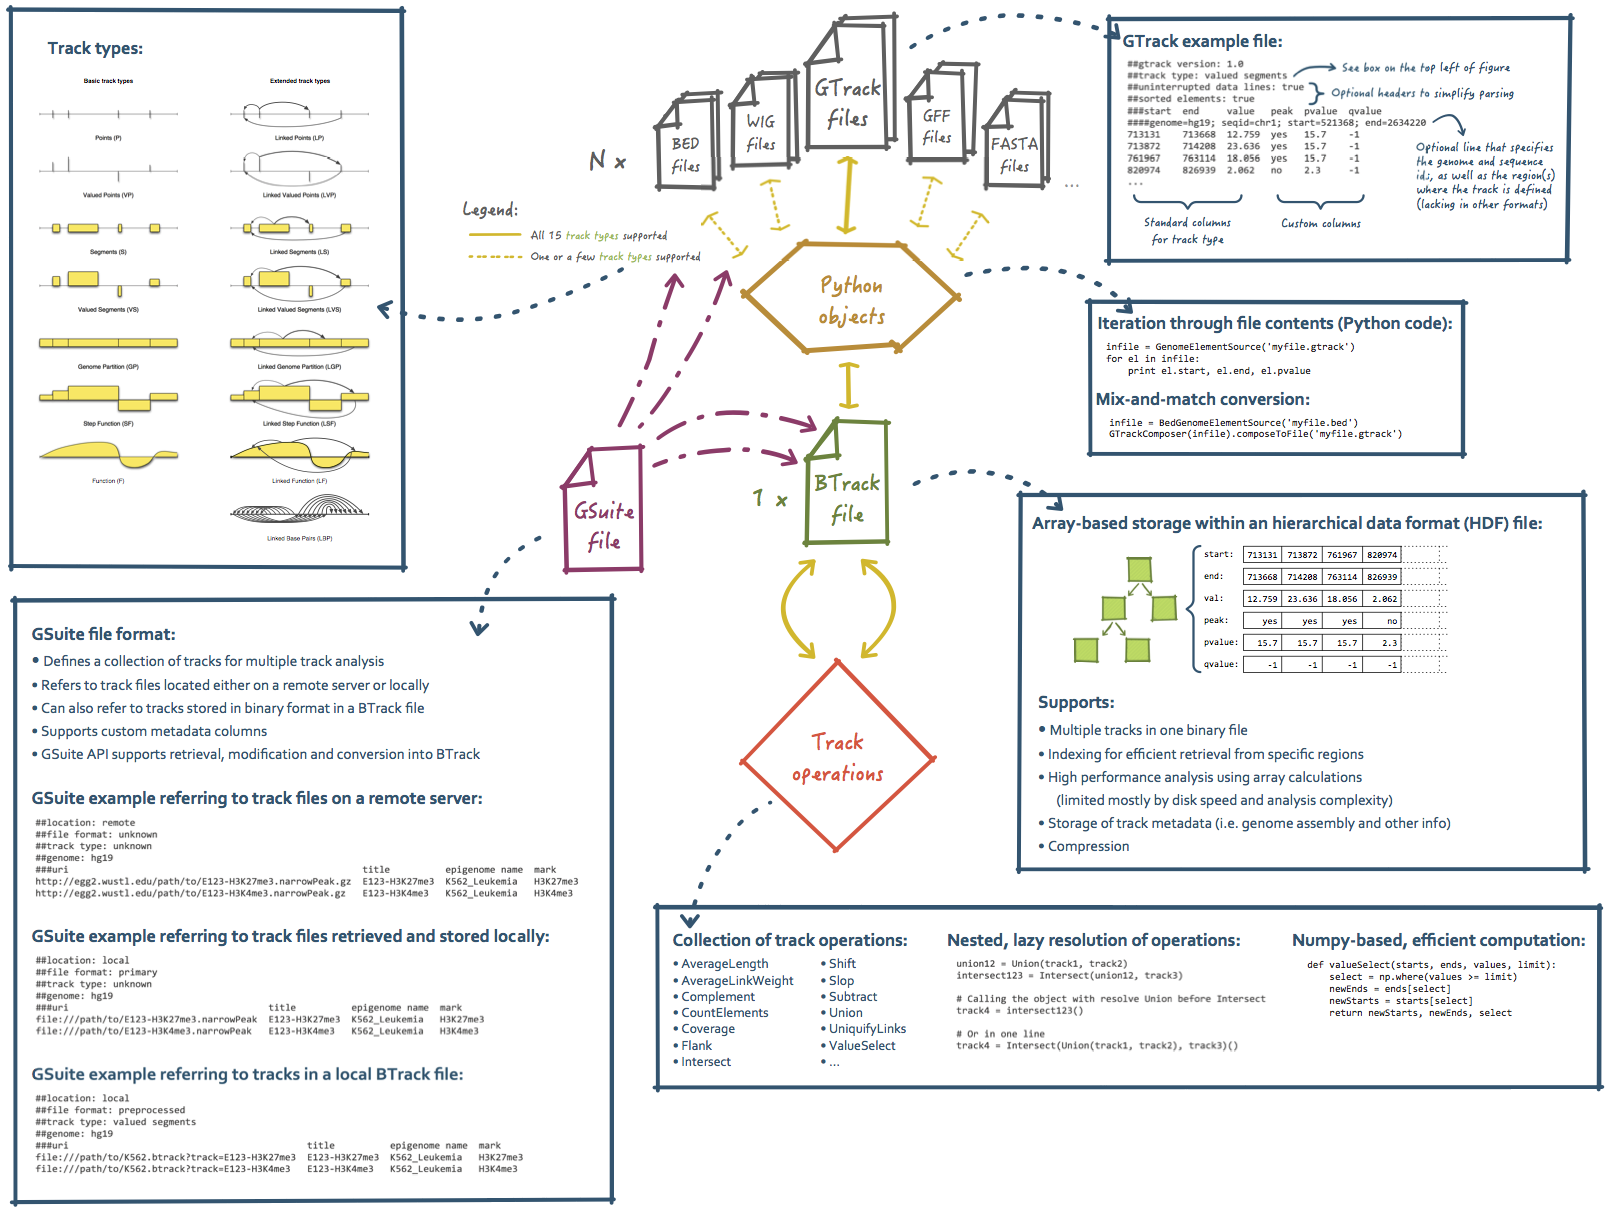 Track types:
Basic track types
Extended track types
Points (P)
Linked Points (LP)
Valued Points (VP)
Linked Valued Points (LVP)
Segments (S)
Linked Segments (LS)
Valued Segments (VS)
Linked Valued Segments (LVS)
Genome Partition (GP)
Linked Genome Partition (LGP)
Step Function (SF)
Linked Step Function (LSF)
Function (F)
Linked Function (LF)
Linked Base Pairs (LBP)
N x
BED
files
WIG
files
GTrack
files
GFF
files
FASTA
files
...
Legend:
All 15 track types supported
One or a few track types supported
Python
objects
GSuite
file
1 x
BTrack
file
Track
operations
GTrack example file:
##gtrack version: 1.0
##track type: valued segments
##uninterrupted data lines: true
##sorted elements: true
###start end value peak pvalue qvalue
####genome=hg19; seqid=chr1; start=521368; end=2634220
713131 713668 12.759 yes 15.7 -1
713872 714208 23.636 yes 15.7 -1
761967 763114 18.056 yes 15.7 -1
820974 826939 2.062 no 2.3 -1
...
See box on the top left of figure
Optional headers to simplify parsing
Optional line that specifies
the genome and sequence
ids, as well as the region(s)
where the track is defined
(lacking in other formats)
Standard columns
for track type
Custom columns
Iteration through file contents (Python code):
infile = GenomeElementSource('myfile.gtrack')
for el in infile:
print el.start, el.end, el.pvalue
Mix-and-match conversion:
infile = BedGenomeElementSource('myfile.bed')
GTrackComposer(infile).composeToFile('myfile.gtrack')
Array-based storage within an hierarchical data format (HDF) file:
start: 713131 713872 761967 820974
end: 713668 714208 763114 826939
val: 12.759 23.636 18.056 2.062
peak: yes yes yes no
pvalue: 15.7 15.7 15.7 2.3
qvalue: -1 -1 -1 -1
Supports:
• Multiple tracks in one binary file
• Indexing for efficient retrieval from specific regions
• High performance analysis using array calculations
(limited mostly by disk speed and analysis complexity)
• Storage of track metadata (i.e. genome assembly and other info)
• Compression
GSuite file format:
• Defines a collection of tracks for multiple track analysis
• Refers to track files located either on a remote server or locally
• Can also refer to tracks stored in binary format in a BTrack file
• Supports custom metadata columns
• GSuite API supports retrieval, modification and conversion into BTrack
GSuite example referring to track files on a remote server:
##location: remote
##file format: unknown
##track type: unknown
##genome: hg19
###uri title epigenome name mark
http://egg2.wustl.edu/path/to/E123-H3K27me3.narrowPeak.gz E123-H3K27me3 K562_Leukemia H3K27me3
http://egg2.wustl.edu/path/to/E123-H3K4me3.narrowPeak.gz E123-H3K4me3 K562_Leukemia H3K4me3
GSuite example referring to track files retrieved and stored locally:
##location: local
##file format: primary
##track type: unknown
##genome: hg19
###uri title epigenome name mark
file:///path/to/E123-H3K27me3.narrowPeak E123-H3K27me3 K562_Leukemia H3K27me3
file:///path/to/E123-H3K4me3.narrowPeak E123-H3K4me3 K562_Leukemia H3K4me3
GSuite example referring to tracks in a local BTrack file:
##location: local
##file format: preprocessed
##track type: valued segments
##genome: hg19
###uri title epigenome name mark
file:///path/to/K562.btrack?track=E123-H3K27me3 E123-H3K27me3 K562_Leukemia H3K27me3
file:///path/to/K562.btrack?track=E123-H3K4me3 E123-H3K4me3 K562_Leukemia H3K4me3
Collection of track operations:
• AverageLength
• AverageLinkWeight
• Complement
• CountElements
• Coverage
• Flank
• Intersect
• Shift
• Slop
• Subtract
• Union
• UniquifyLinks
• ValueSelect
• ...
Nested, lazy resolution of operations:
union12 = Union(track1, track2)
intersect123 = Intersect(union12, track3)
# Calling the object with resolve Union before Intersect
track4 = intersect123()
# Or in one line
track4 = Intersect(Union(track1, track2), track3)()
Numpy-based, efficient computation:
def valueSelect(starts, ends, values, limit):
select = np.where(values >= limit)
newEnds = ends[select]
newStarts = starts[select]
return newStarts, newEnds, select